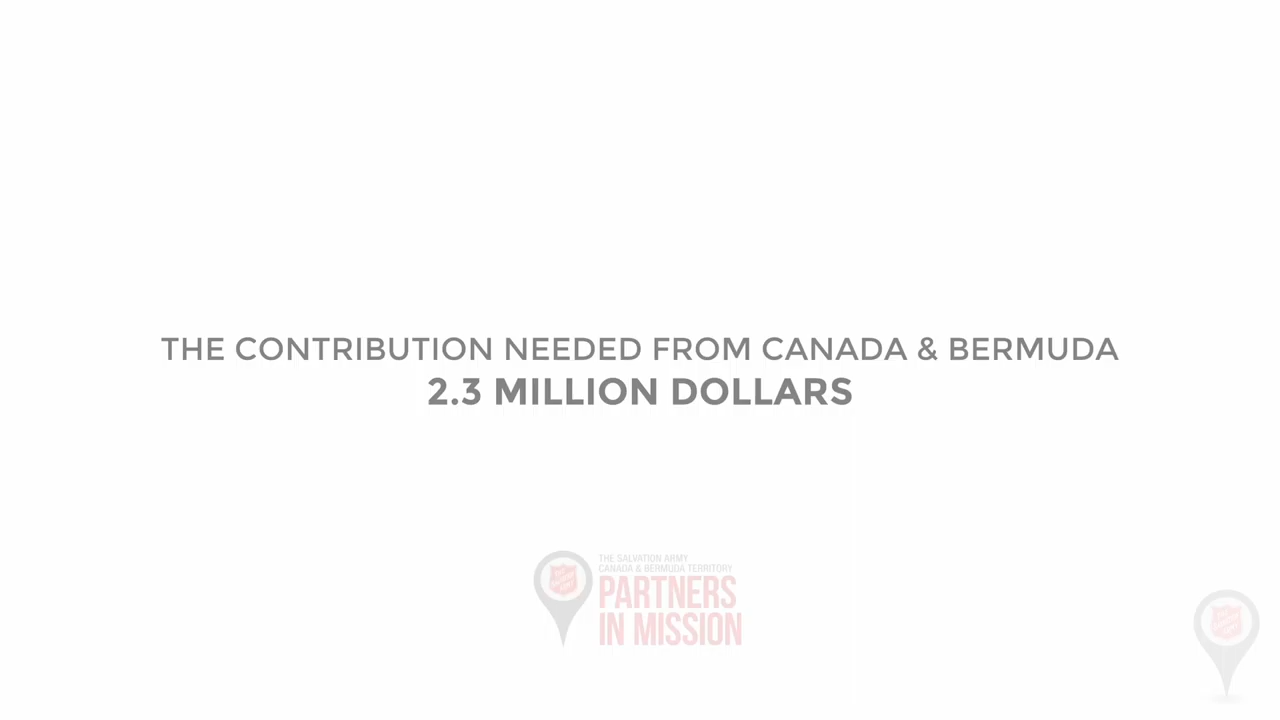 THE CONTRIBUTION NEEDED FROM CANADA & BERMUDA
2.3 MILLION DOLLARS
THE SALVATION ARMY
CANADA & BERMUDA TERRITORY
PARTNERS
IN MISSION